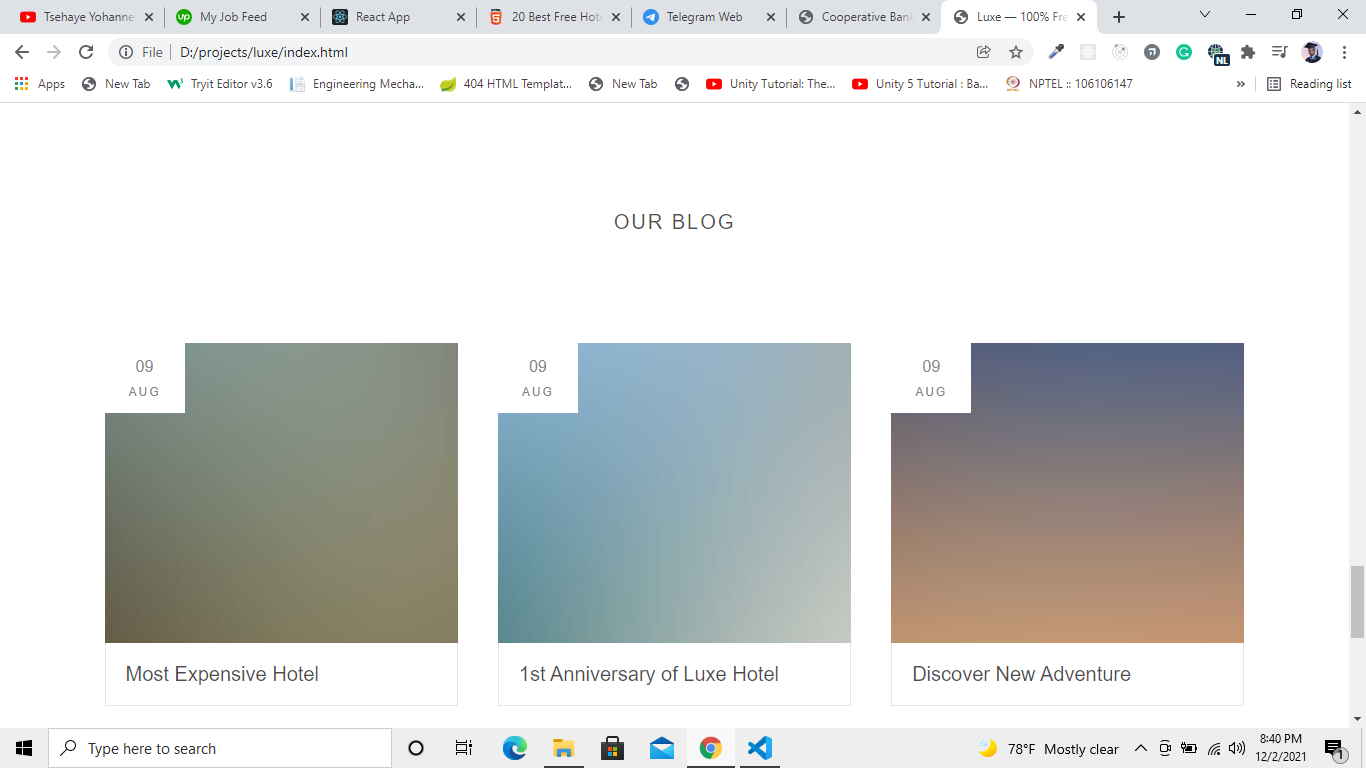 Tsehaye Yohanne
My Job Feed
React App
20 Best Free Hote
Telegram Web
Cooperative Bank
Luxe — 100% Fre
File
D:/projects/luxe/index.html
NL
Apps
New Tab
Tryit Editor v3.6
Engineering Mecha...
404 HTML Templat...
New Tab
Unity Tutorial: The...
Unity 5 Tutorial : Ba...
NPTEL :: 106106147
»
Reading list
OUR BLOG
09
AUG
09
AUG
09
AUG
Most Expensive Hotel
1st Anniversary of Luxe Hotel
Discover New Adventure
Type here to search
78°F Mostly clear
8:40 PM
12/2/2021
1